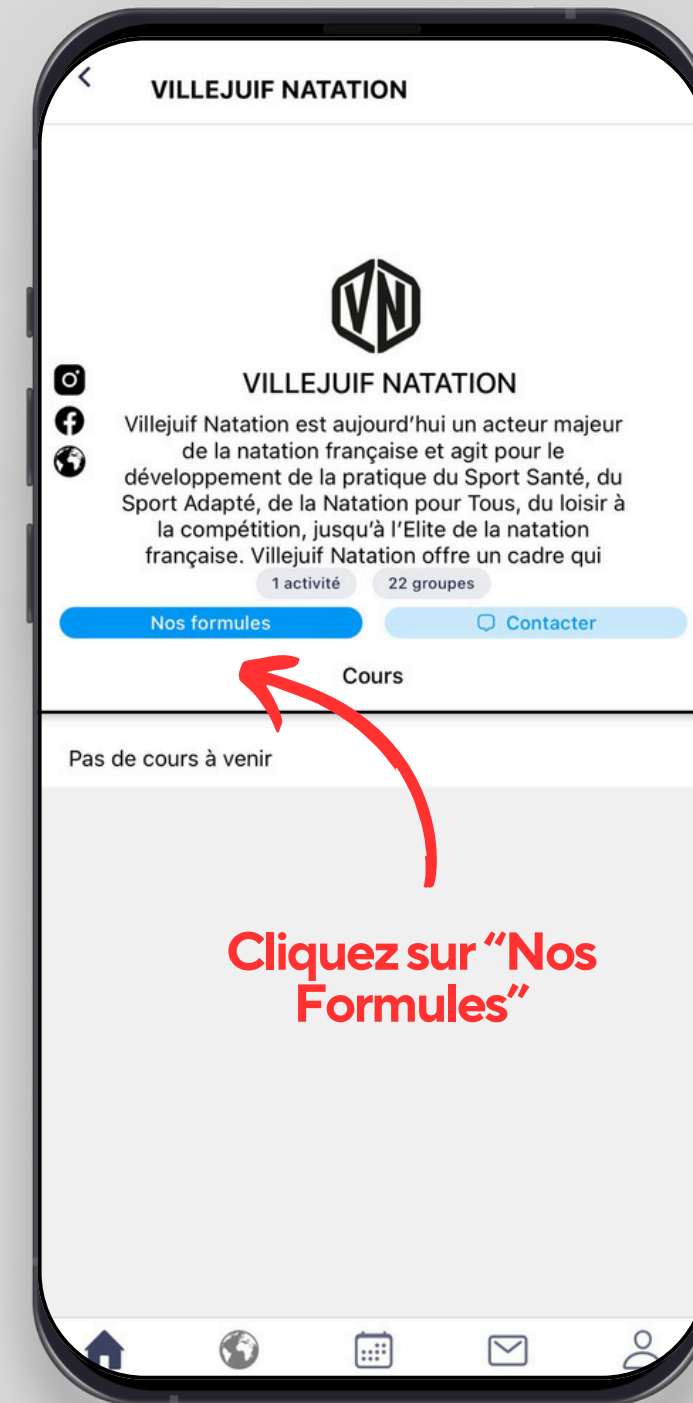 VILLEJUIF NATATION
VN
VILLEJUIF NATATION
Villejuif Natation est aujourd’hui un acteur majeur
de la natation française et agit pour le
développement de la pratique du Sport Santé, du
Sport Adapté, de la Natation pour Tous, du loisir à
la compétition, jusqu’à l’Elite de la natation
française. Villejuif Natation offre un cadre qui
1 activité 22 groupes
Nos formules Contacter
Cours
Pas de cours à venir
Cliquez sur “Nos
Formules”